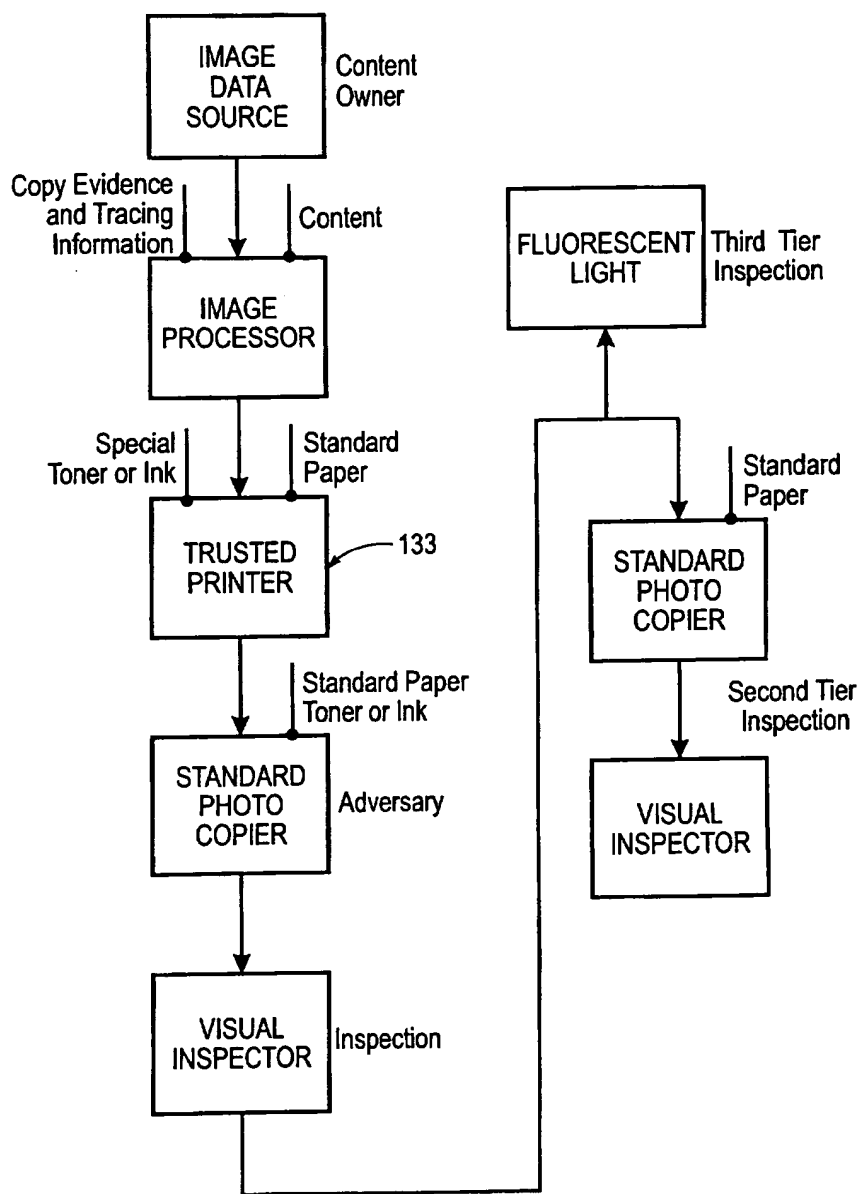 IMAGE
DATA
SOURCE
Content
Owner
Copy Evidence
and Tracing
Information
Content
IMAGE
PROCESSOR
Special
Toner or Ink
Standard
Paper
TRUSTED
PRINTER
133
Standard Paper
Toner or Ink
STANDARD
PHOTO
COPIER
Adversary
VISUAL
INSPECTOR
Inspection
FLUORESCENT
LIGHT
Third Tier
Inspection
Standard
Paper
STANDARD
PHOTO
COPIER
Second Tier
Inspection
VISUAL
INSPECTOR